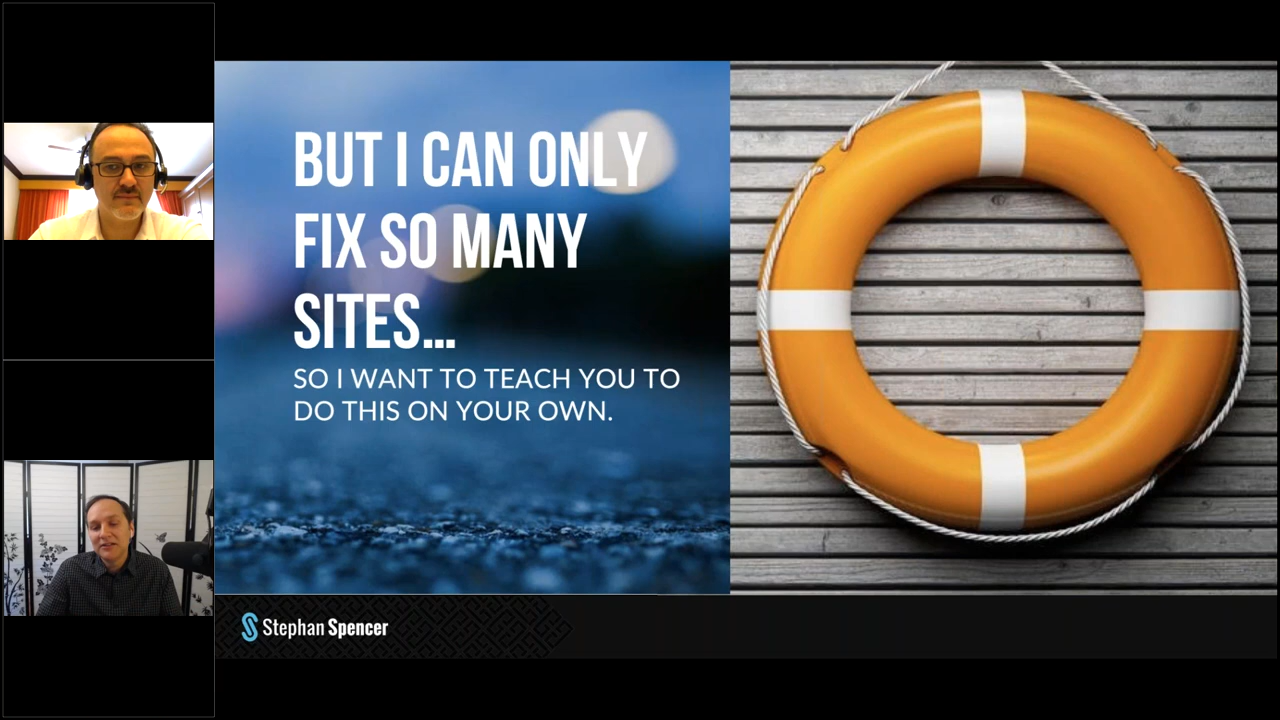 BUT I CAN ONLY
FIX SO MANY
SITES...
SO I WANT TO TEACH YOU TO
DO THIS ON YOUR OWN.
Stephan Spencer